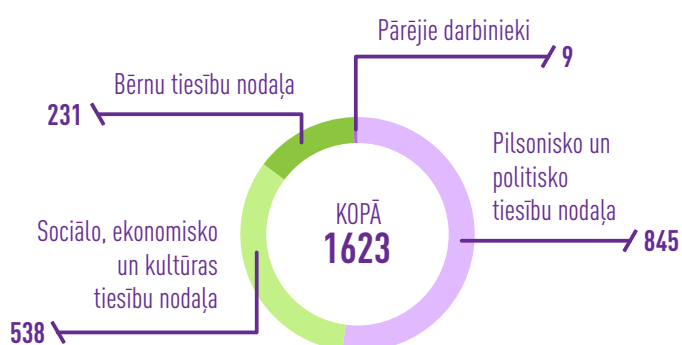 Pārējie darbinieki
9
Bērnu tiesību nodaļa
231
Pilsonisko un
politisko
tiesību nodaļa
845
KOPĀ
1623
Sociālo, ekonomisko
un kultūras
tiesību nodaļa
538